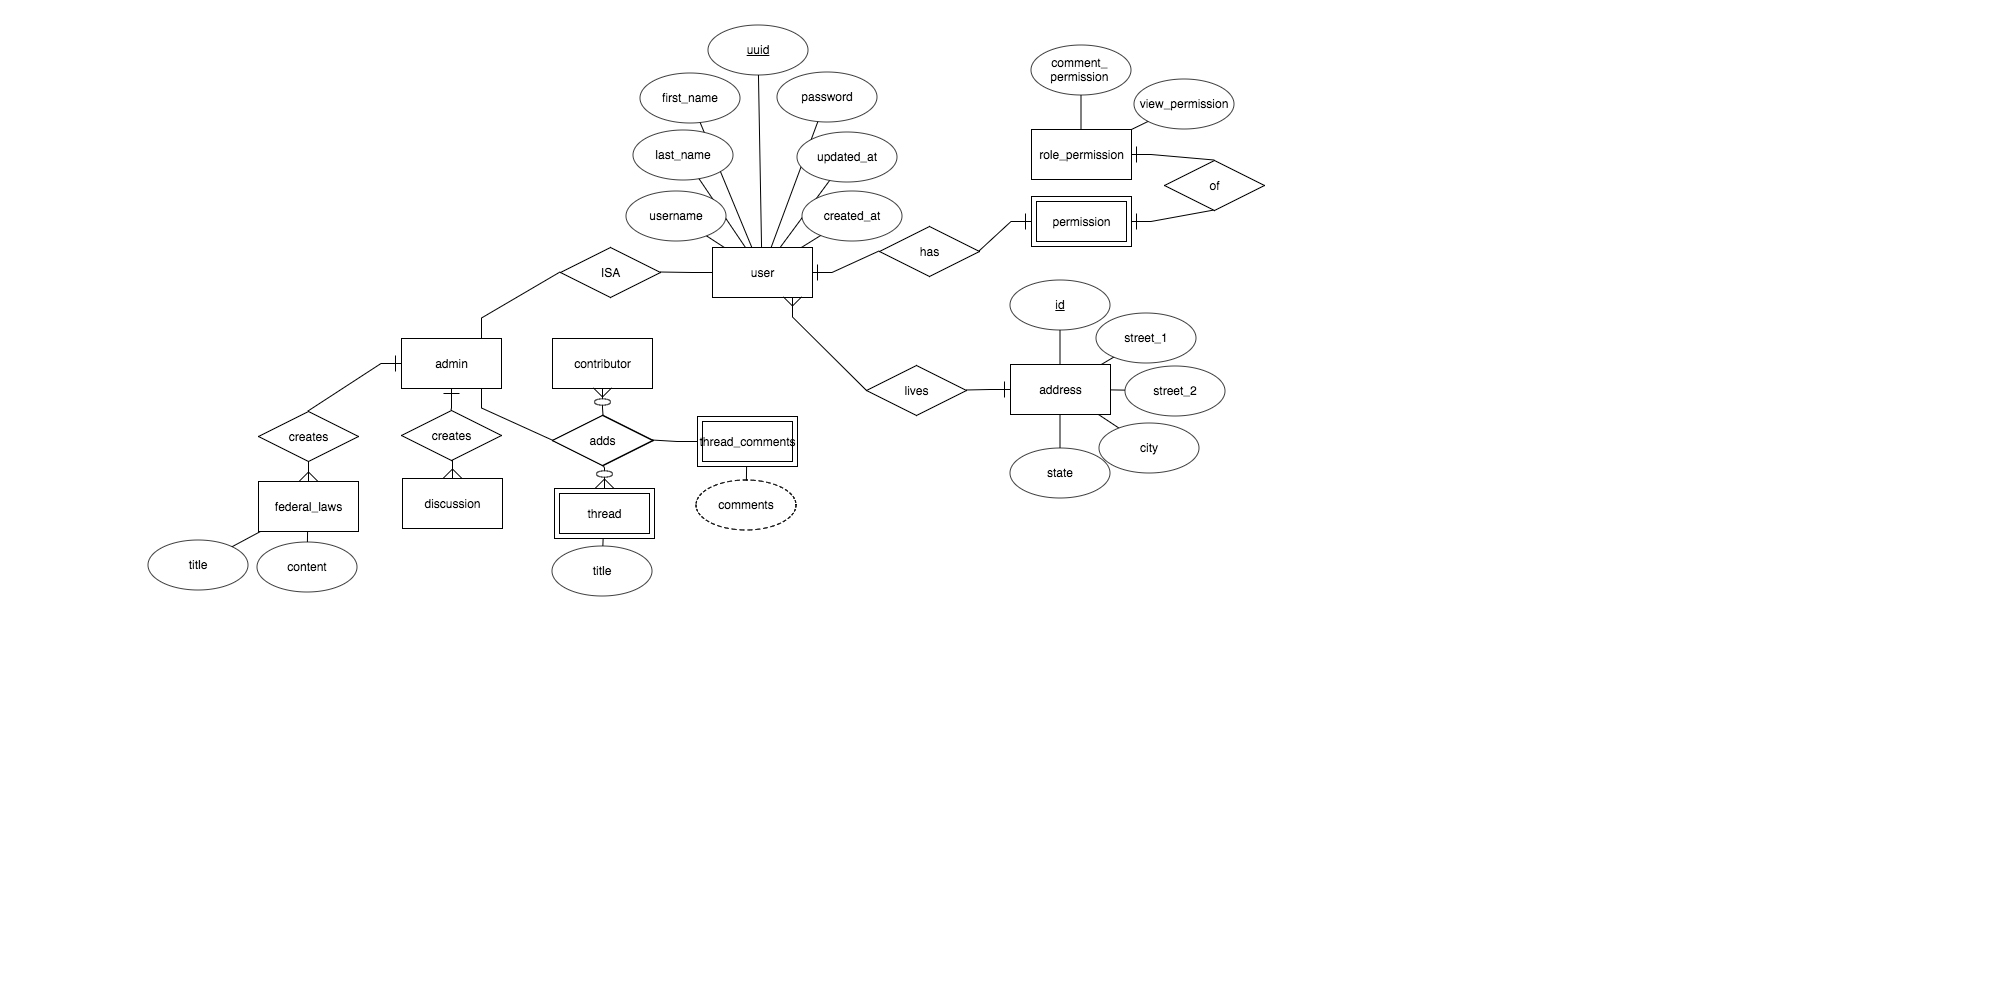 uuid
comment_
permission
first_name
password
view_permission
last_name
updated_at
role_permission
of
username
created_at
permission
has
ISA
user
id
street_1
admin
contributor
lives
address
street_2
creates
creates
adds
thread_comments
city
state
federal_laws
discussion
thread
comments
title
content
title